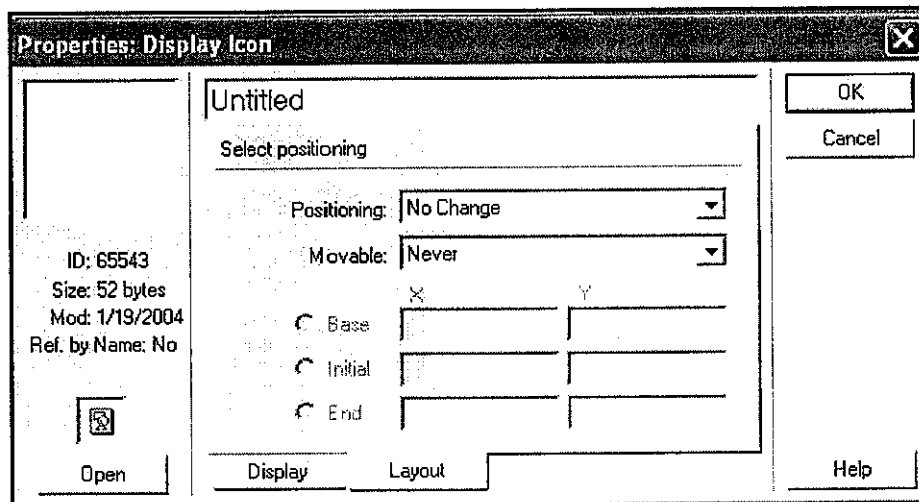 Properties: Display Icon
Untitled
Select positioning
Positioning: No Change
Movable: Never
X Y
Base
Initial
End
ID: 65543
Size: 52 bytes
Mod: 1/19/2004
Ref. by Name: No
Open
Display Layout
OK
Cancel
Help